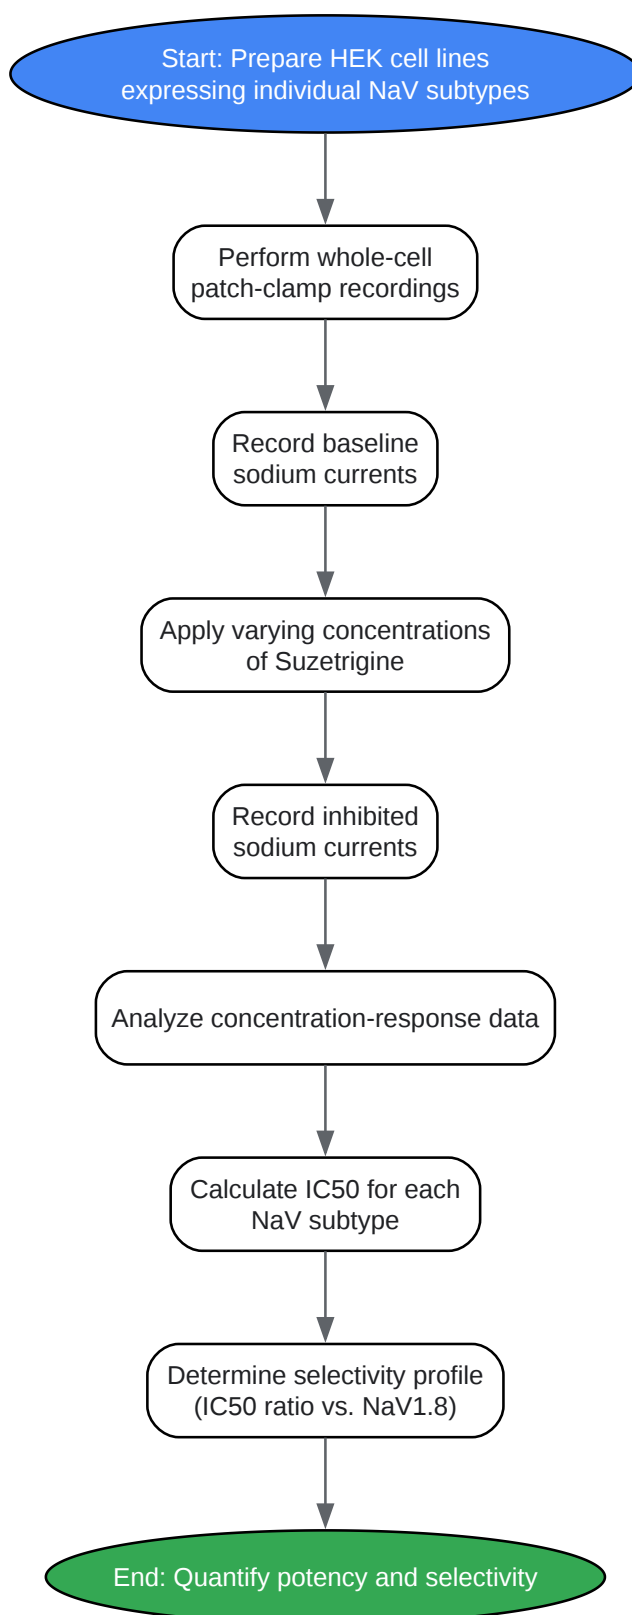 Start: Prepare HEK cell lines
expressing individual NaV subtypes
Perform whole-cell
patch-clamp recordings
Record baseline
sodium currents
Apply varying concentrations
of Suzetrigine
Record inhibited
sodium currents
Analyze concentration-response data
Calculate IC50 for each
NaV subtype
Determine selectivity profile
(IC50 ratio vs. NaV1.8)
End: Quantify potency and selectivity